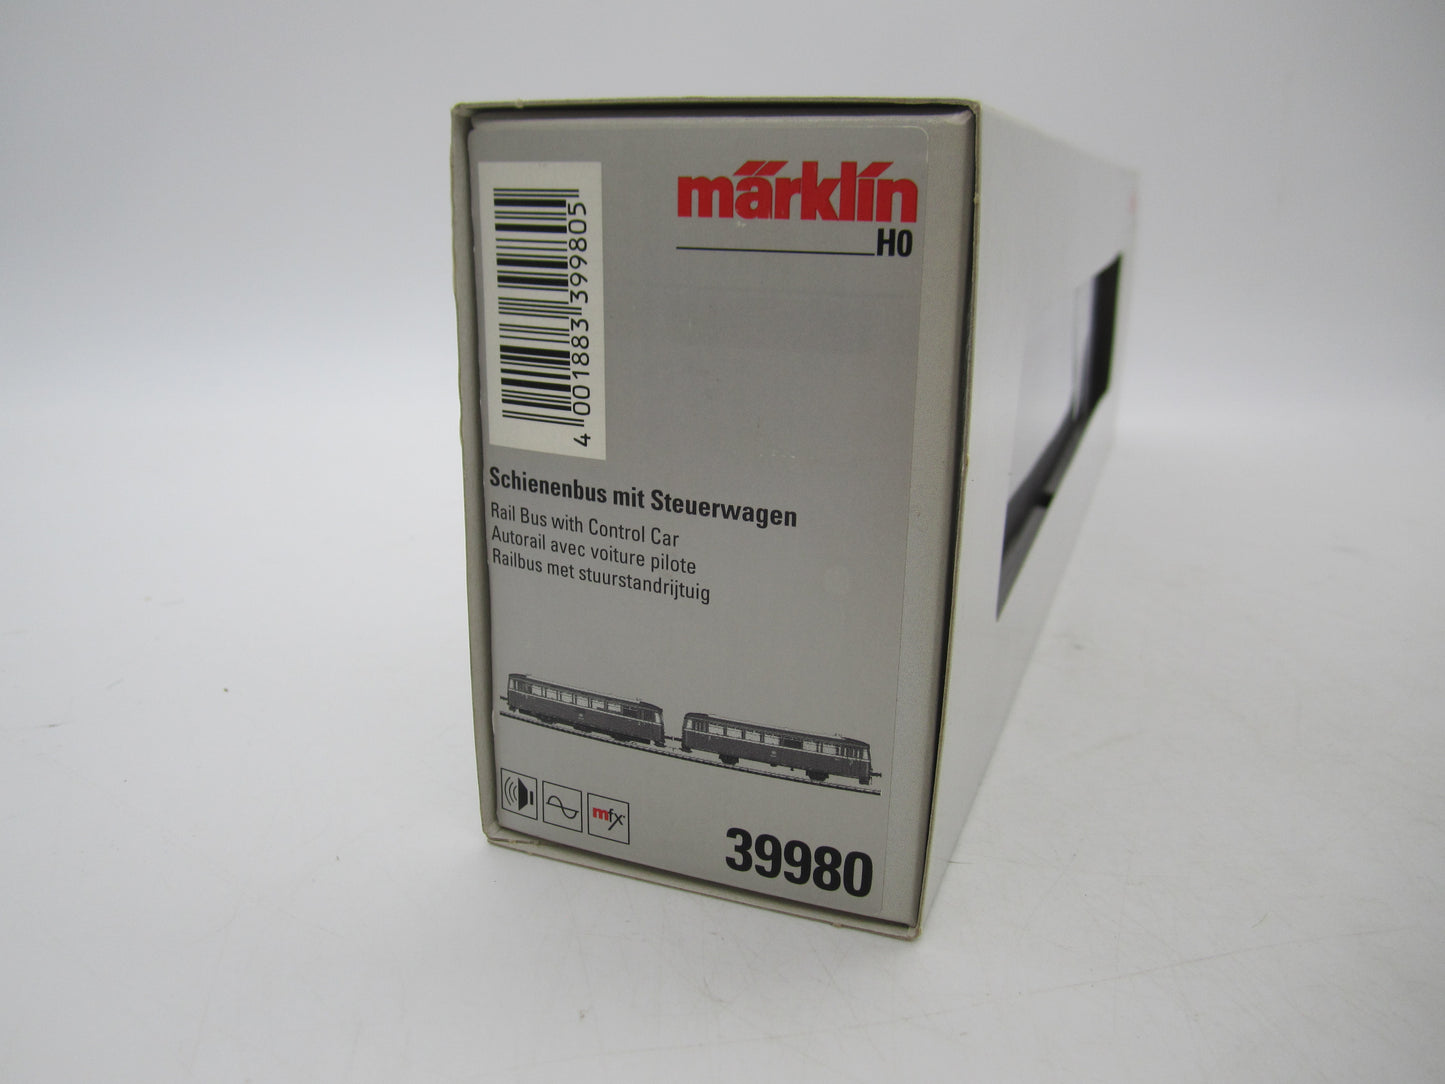 märklin
H0
4 001883 399805
Schienenbus mit Steuerwagen
Rail Bus with Control Car
Autorail avec voiture pilote
Railbus met stuurstandrijtuig
mfx
39980